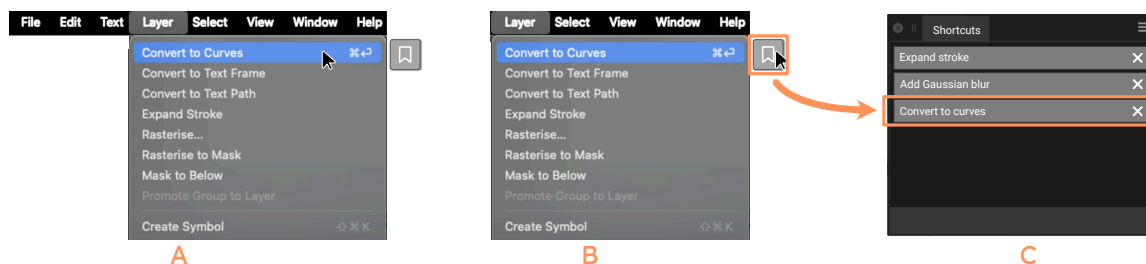 File Edit Text Layer Select View Window Help
Convert to Curves ⌘↩
Convert to Text Frame
Convert to Text Path
Expand Stroke
Rasterise...
Rasterise to Mask
Mask to Below
Promote Group to Layer
Create Symbol ⇧⌘K
A
Layer Select View Window Help
Convert to Curves ⌘↩
Convert to Text Frame
Convert to Text Path
Expand Stroke
Rasterise...
Rasterise to Mask
Mask to Below
Promote Group to Layer
Create Symbol ⇧⌘K
B
Shortcuts
Expand stroke
Add Gaussian blur
Convert to curves
C